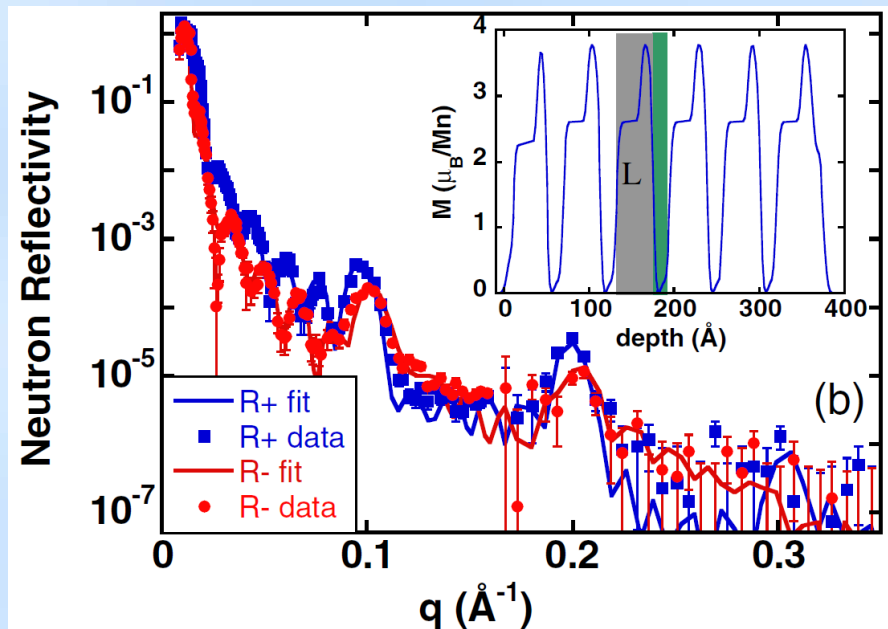 Neutron Reflectivity
10⁻¹
10⁻³
10⁻⁵
10⁻⁷
0
0.1
0.2
0.3
q (Å⁻¹)
R+ fit
R+ data
R- fit
R- data
(b)
M (μ_B/Mn)
4
3
2
1
0
0
100
200
300
400
depth (Å)
L